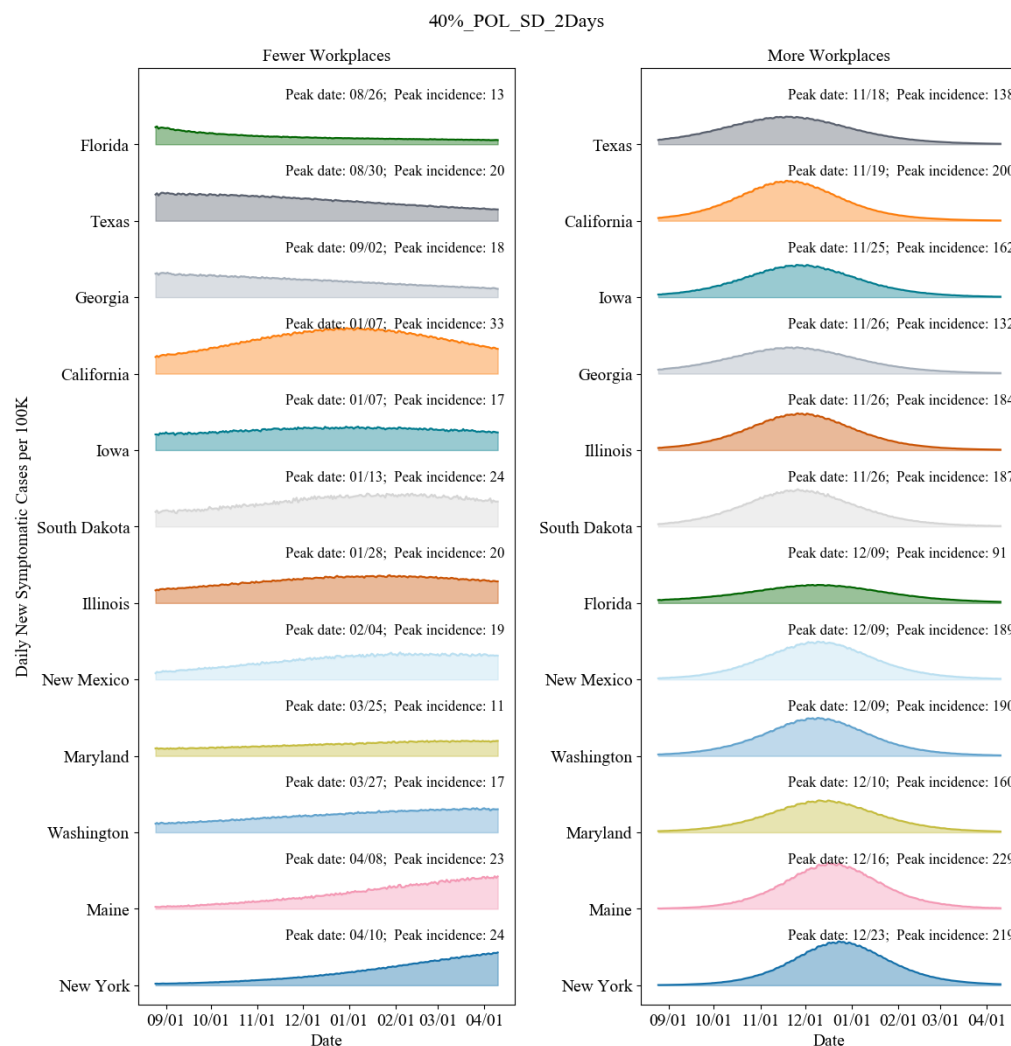 40%_POL_SD_2Days
Fewer Workplaces
Daily New Symptomatic Cases per 100K
Peak date: 08/26;  Peak incidence: 13
Florida
Peak date: 08/30;  Peak incidence: 20
Texas
Peak date: 09/02;  Peak incidence: 18
Georgia
Peak date: 01/07;  Peak incidence: 33
California
Peak date: 01/07;  Peak incidence: 17
Iowa
Peak date: 01/13;  Peak incidence: 24
South Dakota
Peak date: 01/28;  Peak incidence: 20
Illinois
Peak date: 02/04;  Peak incidence: 19
New Mexico
Peak date: 03/25;  Peak incidence: 11
Maryland
Peak date: 03/27;  Peak incidence: 17
Washington
Peak date: 04/08;  Peak incidence: 23
Maine
Peak date: 04/10;  Peak incidence: 24
New York
09/01 10/01 11/01 12/01 01/01 02/01 03/01 04/01
Date
More Workplaces
Peak date: 11/18;  Peak incidence: 138
Texas
Peak date: 11/19;  Peak incidence: 200
California
Peak date: 11/25;  Peak incidence: 162
Iowa
Peak date: 11/26;  Peak incidence: 132
Georgia
Peak date: 11/26;  Peak incidence: 184
Illinois
Peak date: 11/26;  Peak incidence: 187
South Dakota
Peak date: 12/09;  Peak incidence: 91
Florida
Peak date: 12/09;  Peak incidence: 189
New Mexico
Peak date: 12/09;  Peak incidence: 190
Washington
Peak date: 12/10;  Peak incidence: 160
Maryland
Peak date: 12/16;  Peak incidence: 229
Maine
Peak date: 12/23;  Peak incidence: 219
New York
09/01 10/01 11/01 12/01 01/01 02/01 03/01 04/01
Date